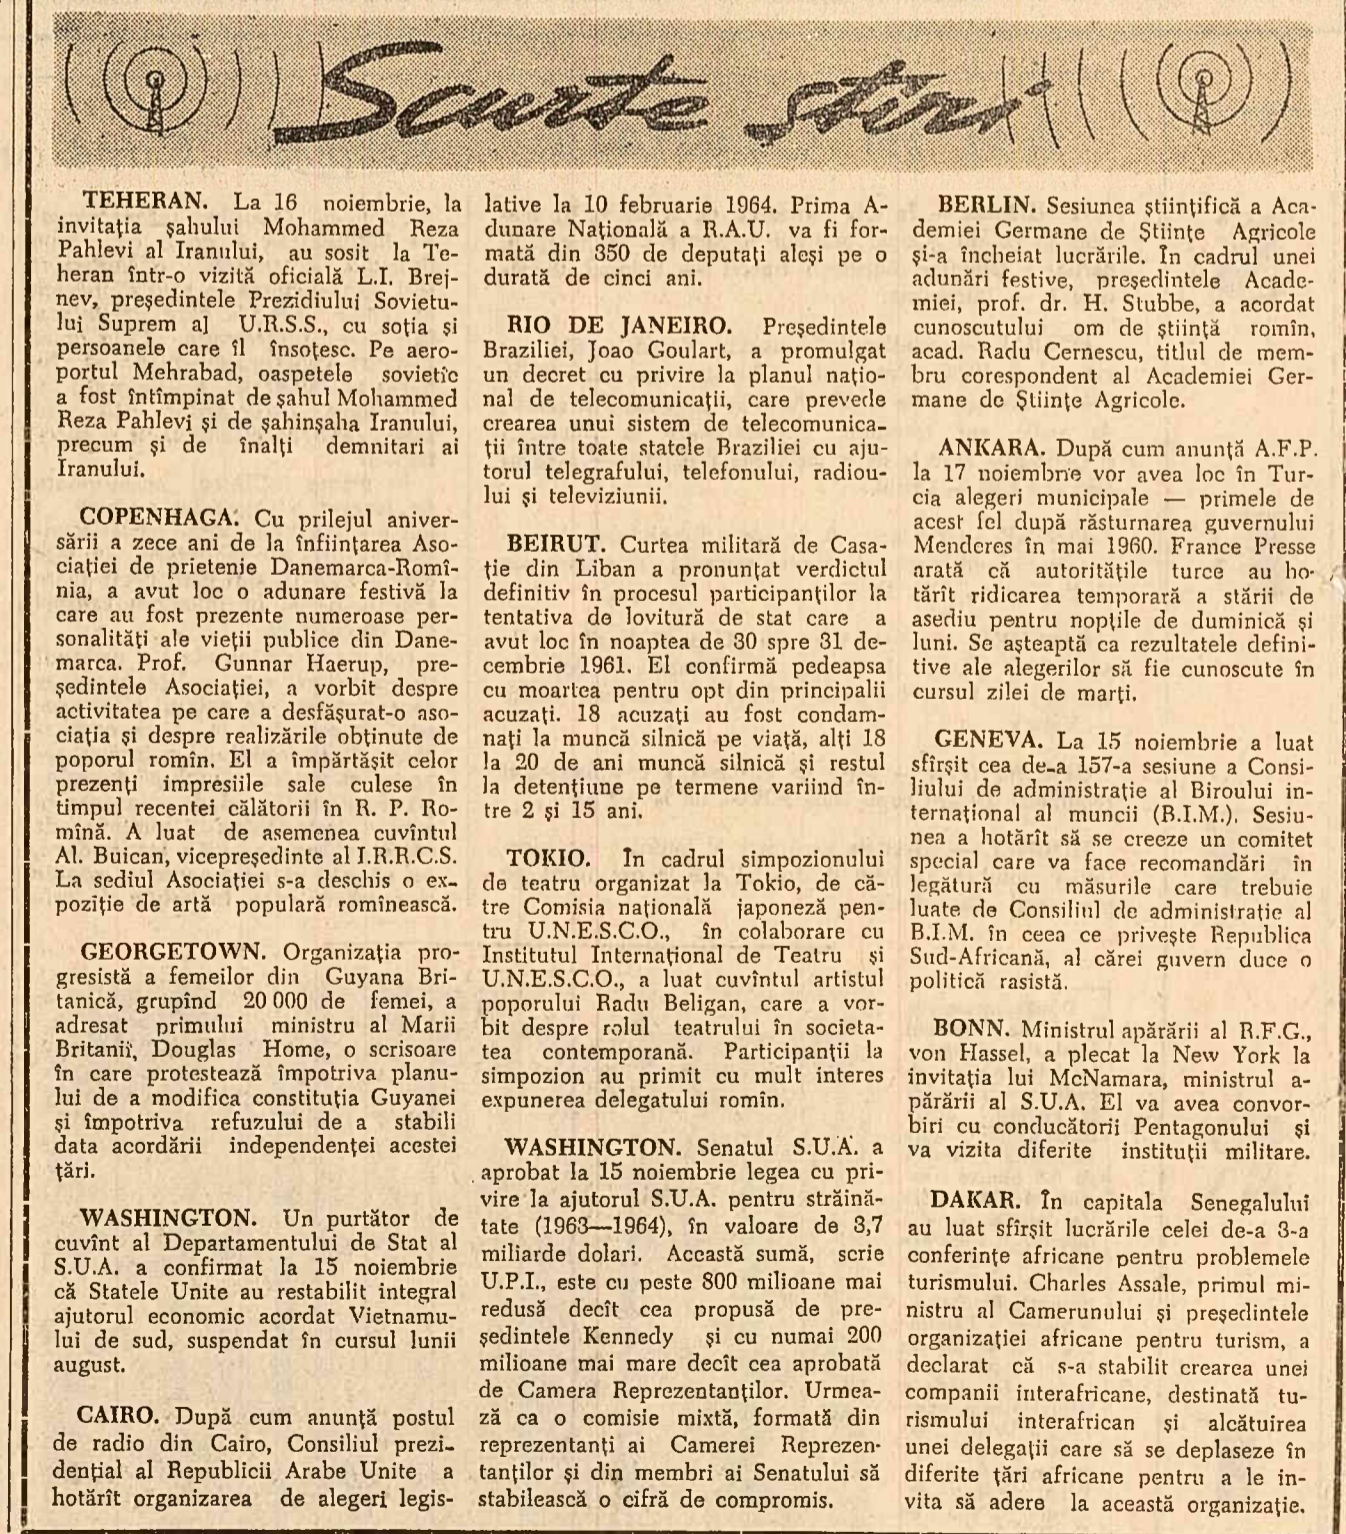 Scurte știri
TEHERAN. La 16 noiembrie, la
invitația șahului Mohammed Reza
Pahlevi al Iranului, au sosit la Te-
heran într-o vizită oficială L.I. Brej-
nev, președintele Prezidiului Sovietu-
lui Suprem al U.R.S.S., cu soția și
persoanele care îl însoțesc. Pe aero-
portul Mehrabad, oaspetele sovietic
a fost întîmpinat de șahul Mohammed
Reza Pahlevi și de șahinșaha Iranului,
precum și de înalți demnitari ai
Iranului.
COPENHAGA. Cu prilejul aniver-
sării a zece ani de la înființarea Aso-
ciației de prietenie Danemarca-Romî-
nia, a avut loc o adunare festivă la
care au fost prezente numeroase per-
sonalități ale vieții publice din Dane-
marca. Prof. Gunnar Haerup, pre-
ședintele Asociației, a vorbit despre
activitatea pe care a desfășurat-o aso-
ciația și despre realizările obținute de
poporul romîn. El a împărtășit celor
prezenți impresiile sale culese în
timpul recentei călătorii în R. P. Ro-
mînă. A luat de asemenea cuvîntul
Al. Buican, vicepreședinte al I.R.R.C.S.
La sediul Asociației s-a deschis o ex-
poziție de artă populară romînească.
GEORGETOWN. Organizația pro-
gresistă a femeilor din Guyana Bri-
tanică, grupînd 20 000 de femei, a
adresat primului ministru al Marii
Britanii, Douglas Home, o scrisoare
în care protestează împotriva planu-
lui de a modifica constituția Guyanei
și împotriva refuzului de a stabili
data acordării independenței acestei
țări.
WASHINGTON. Un purtător de
cuvînt al Departamentului de Stat al
S.U.A. a confirmat la 15 noiembrie
că Statele Unite au restabilit integral
ajutorul economic acordat Vietnamu-
lui de sud, suspendat în cursul lunii
august.
CAIRO. După cum anunță postul
de radio din Cairo, Consiliul prezi-
dențial al Republicii Arabe Unite a
hotărît organizarea de alegeri legis-
lative la 10 februarie 1964. Prima A-
dunare Națională a R.A.U. va fi for-
mată din 350 de deputați aleși pe o
durată de cinci ani.
RIO DE JANEIRO. Președintele
Braziliei, Joao Goulart, a promulgat
un decret cu privire la planul națio-
nal de telecomunicații, care prevede
crearea unui sistem de telecomunica-
ții între toate statele Braziliei cu aju-
torul telegrafului, telefonului, radiou-
lui și televiziunii.
BEIRUT. Curtea militară de Casa-
ție din Liban a pronunțat verdictul
definitiv în procesul participanților la
tentativa de lovitură de stat care a
avut loc în noaptea de 30 spre 31 de-
cembrie 1961. El confirmă pedeapsa
cu moartea pentru opt din principalii
acuzați. 18 acuzați au fost condam-
nați la muncă silnică pe viață, alți 18
la 20 de ani muncă silnică și restul
la detențiune pe termene variind în-
tre 2 și 15 ani.
TOKIO. În cadrul simpozionului
de teatru organizat la Tokio, de că-
tre Comisia națională japoneză pen-
tru U.N.E.S.C.O., în colaborare cu
Institutul Internațional de Teatru și
U.N.E.S.C.O., a luat cuvîntul artistul
poporului Radu Beligan, care a vor-
bit despre rolul teatrului în societa-
tea contemporană. Participanții la
simpozion au primit cu mult interes
expunerea delegatului romîn.
WASHINGTON. Senatul S.U.A. a
aprobat la 15 noiembrie legea cu pri-
vire la ajutorul S.U.A. pentru străină-
tate (1963—1964), în valoare de 3,7
miliarde dolari. Această sumă, scrie
U.P.I., este cu peste 800 milioane mai
redusă decît cea propusă de pre-
ședintele Kennedy și cu numai 200
milioane mai mare decît cea aprobată
de Camera Reprezentanților. Urmea-
ză ca o comisie mixtă, formată din
reprezentanți ai Camerei Reprezen-
tanților și din membri ai Senatului să
stabilească o cifră de compromis.
BERLIN. Sesiunea științifică a Aca-
demiei Germane de Științe Agricole
și-a încheiat lucrările. În cadrul unei
adunări festive, președintele Acade-
miei, prof. dr. H. Stubbe, a acordat
cunoscutului om de știință romîn,
acad. Radu Cernescu, titlul de mem-
bru corespondent al Academiei Ger-
mane de Științe Agricole.
ANKARA. După cum anunță A.F.P.
la 17 noiembrie vor avea loc în Tur-
cia alegeri municipale — primele de
acest fel după răsturnarea guvernului
Menderes în mai 1960. France Presse
arată că autoritățile turce au ho-
tărît ridicarea temporară a stării de
asediu pentru nopțile de duminică și
luni. Se așteaptă ca rezultatele defini-
tive ale alegerilor să fie cunoscute în
cursul zilei de marți.
GENEVA. La 15 noiembrie a luat
sfîrșit cea de-a 157-a sesiune a Consi-
liului de administrație al Biroului in-
ternațional al muncii (B.I.M.). Sesiu-
nea a hotărît să se creeze un comitet
special care va face recomandări în
legătură cu măsurile care trebuie
luate de Consiliul de administrație al
B.I.M. în ceea ce privește Republica
Sud-Africană, al cărei guvern duce o
politică rasistă.
BONN. Ministrul apărării al R.F.G.,
von Hassel, a plecat la New York la
invitația lui McNamara, ministrul a-
părării al S.U.A. El va avea convor-
biri cu conducătorii Pentagonului și
va vizita diferite instituții militare.
DAKAR. În capitala Senegalului
au luat sfîrșit lucrările celei de-a 3-a
conferințe africane pentru problemele
turismului. Charles Assale, primul mi-
nistru al Camerunului și președintele
organizației africane pentru turism, a
declarat că s-a stabilit crearea unei
companii interafricane, destinată tu-
rismului interafrican și alcătuirea
unei delegații care să se deplaseze în
diferite țări africane pentru a le in-
vita să adere la această organizație.